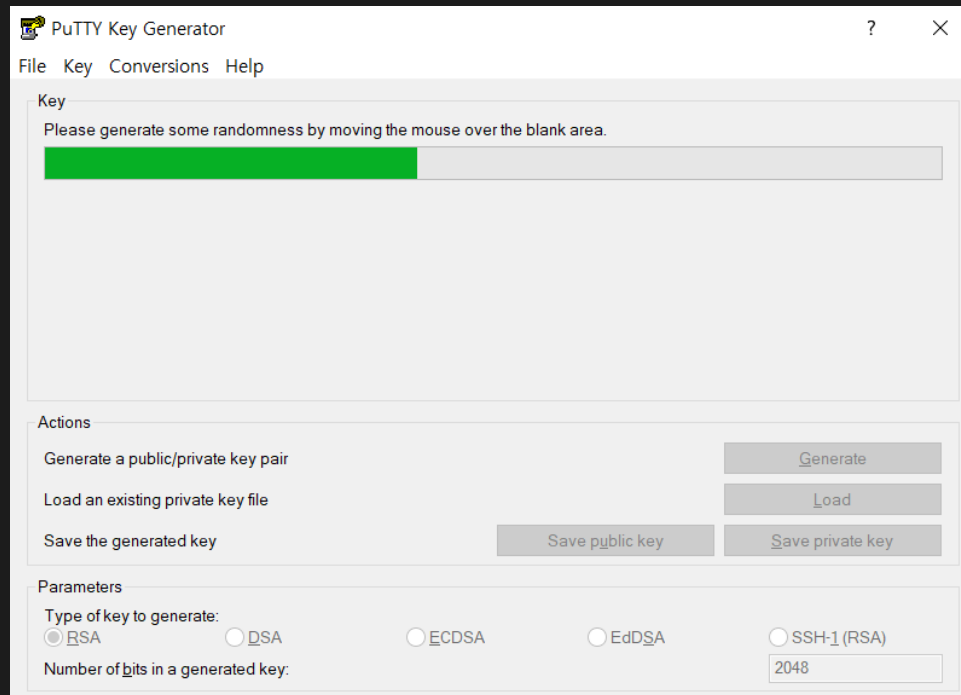 PuTTY Key Generator ?
File Key Conversions Help
Key
Please generate some randomness by moving the mouse over the blank area.
Actions
Generate a public/private key pair Generate
Load an existing private key file Load
Save the generated key Save public key Save private key
Parameters
Type of key to generate:
RSA DSA ECDSA EdDSA SSH-1 (RSA)
Number of bits in a generated key: 2048